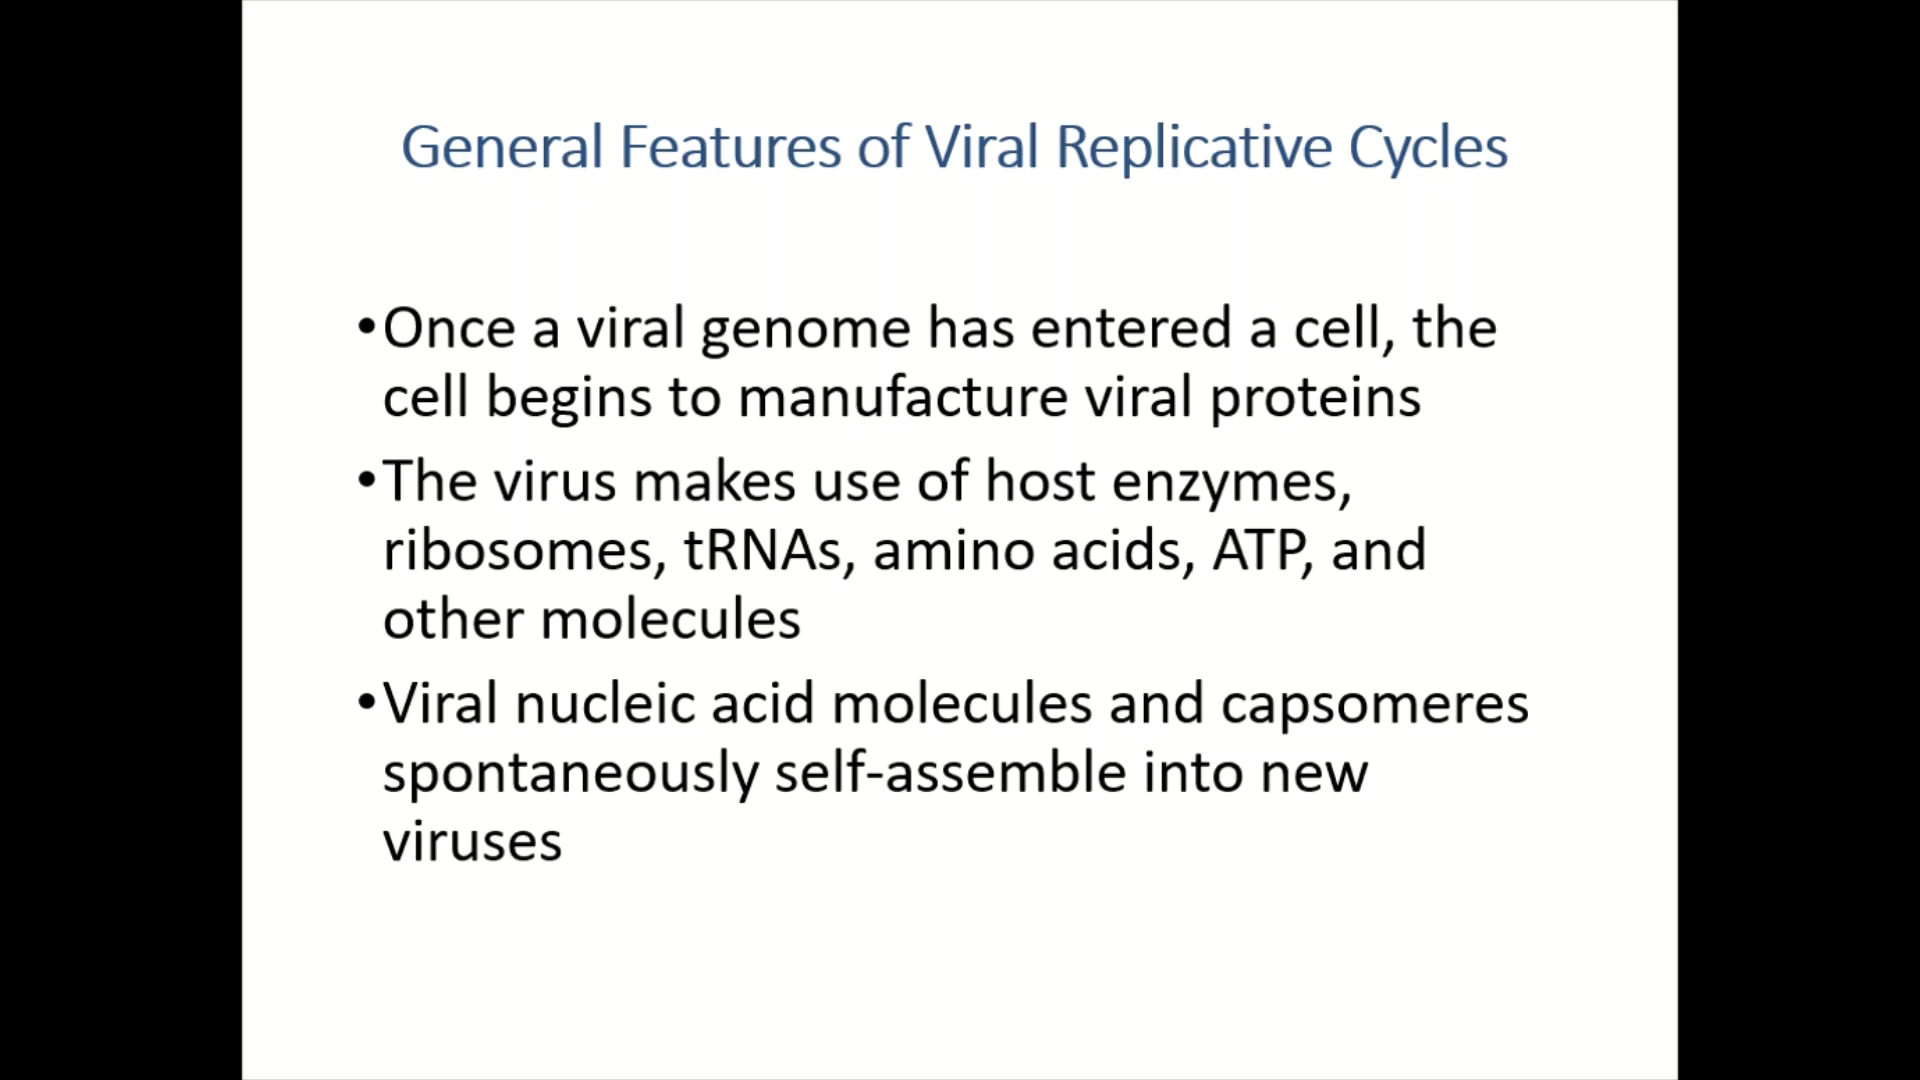 General Features of Viral Replicative Cycles
•Once a viral genome has entered a cell, the
cell begins to manufacture viral proteins
•The virus makes use of host enzymes,
ribosomes, tRNAs, amino acids, ATP, and
other molecules
•Viral nucleic acid molecules and capsomeres
spontaneously self-assemble into new
viruses